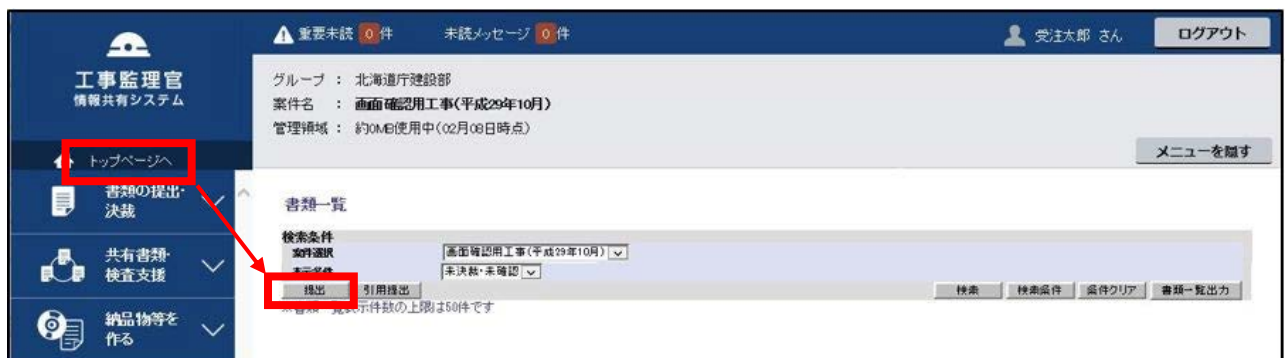 重要未読 0 件 未読メッセージ 0 件 受注太郎 さん ログアウト
工事監理官
情報共有システム
グループ : 北海道庁建設部
案件名 : 画面確認用工事(平成29年10月)
管理領域 : 約0MB使用中(02月08日時点)
メニューを隠す
トップページへ
書類の提出・
決裁
共有書類・
検査支援
納品物等を
作る
書類一覧
検索条件
案件選択 画面確認用工事(平成29年10月)
表示条件 未決裁・未確認
提出 引用提出 検索 検索条件 条件クリア 書類一覧出力
※書類一覧表示件数の上限は50件です